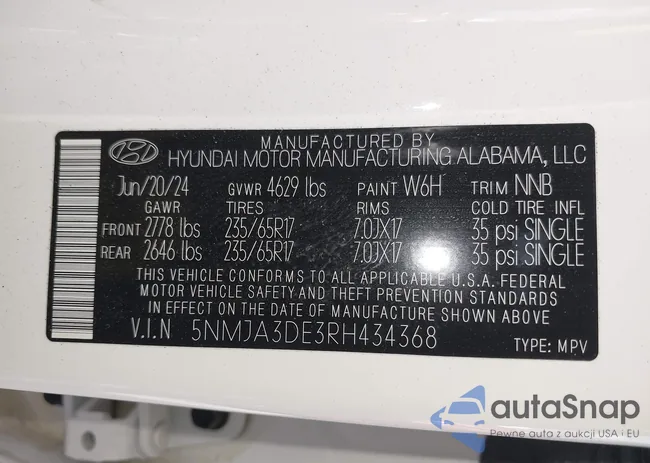 MANUFACTURED BY
HYUNDAI MOTOR MANUFACTURING ALABAMA, LLC
Jun/20/24 GVWR 4629 lbs PAINT W6H TRIM NNB
GAWR TIRES RIMS COLD TIRE INFL
FRONT 2778 lbs 235/65R17 7.0JX17 35 psi SINGLE
REAR 2646 lbs 235/65R17 7.0JX17 35 psi SINGLE
THIS VEHICLE CONFORMS TO ALL APPLICABLE U.S.A. FEDERAL
MOTOR VEHICLE SAFETY AND THEFT PREVENTION STANDARDS
IN EFFECT ON THE DATE OF MANUFACTURE SHOWN ABOVE.
V.I.N 5NMJA3DE3RH434368 TYPE: MPV
autaSnap
Pewne auta z aukcji USA i EU